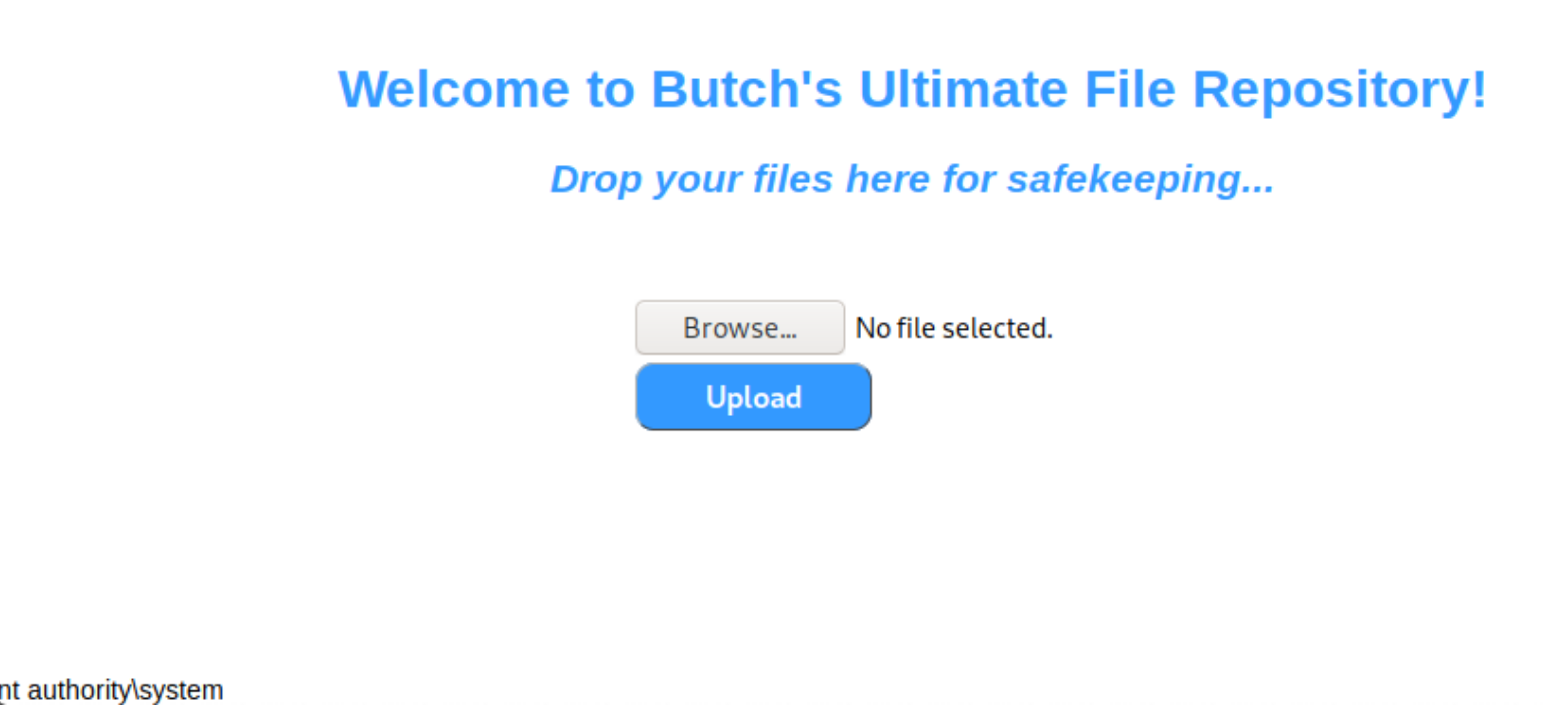 Welcome to Butch's Ultimate File Repository!
Drop your files here for safekeeping...
Browse... No file selected.
Upload
nt authority\system